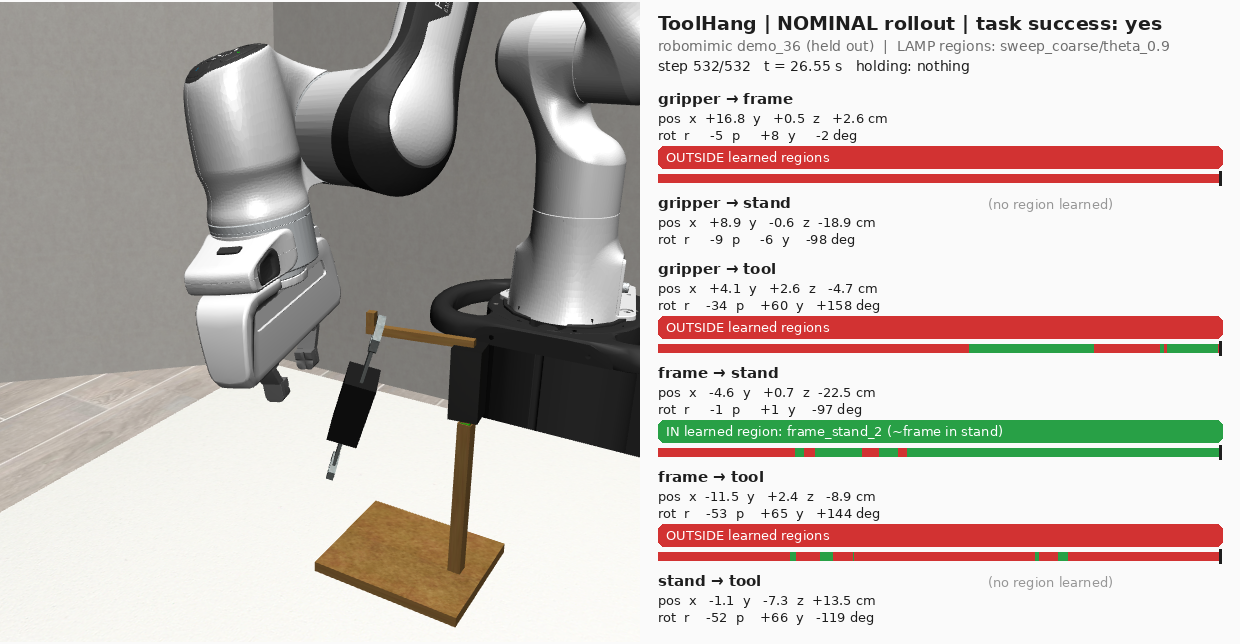 ToolHang | NOMINAL rollout | task success: yes
robomimic demo_36 (held out)  |  LAMP regions: sweep_coarse/theta_0.9
step 532/532   t = 26.55 s   holding: nothing
gripper → frame
pos  x  +16.8  y   +0.5  z   +2.6 cm
rot  r     -5  p     +8  y     -2 deg
OUTSIDE learned regions
gripper → stand (no region learned)
pos  x   +8.9  y   -0.6  z  -18.9 cm
rot  r     -9  p     -6  y    -98 deg
gripper → tool
pos  x   +4.1  y   +2.6  z   -4.7 cm
rot  r    -34  p    +60  y   +158 deg
OUTSIDE learned regions
frame → stand
pos  x   -4.6  y   +0.7  z  -22.5 cm
rot  r     -1  p     +1  y    -97 deg
IN learned region: frame_stand_2 (~frame in stand)
frame → tool
pos  x  -11.5  y   +2.4  z   -8.9 cm
rot  r    -53  p    +65  y   +144 deg
OUTSIDE learned regions
stand → tool (no region learned)
pos  x   -1.1  y   -7.3  z  +13.5 cm
rot  r    -52  p    +66  y   -119 deg